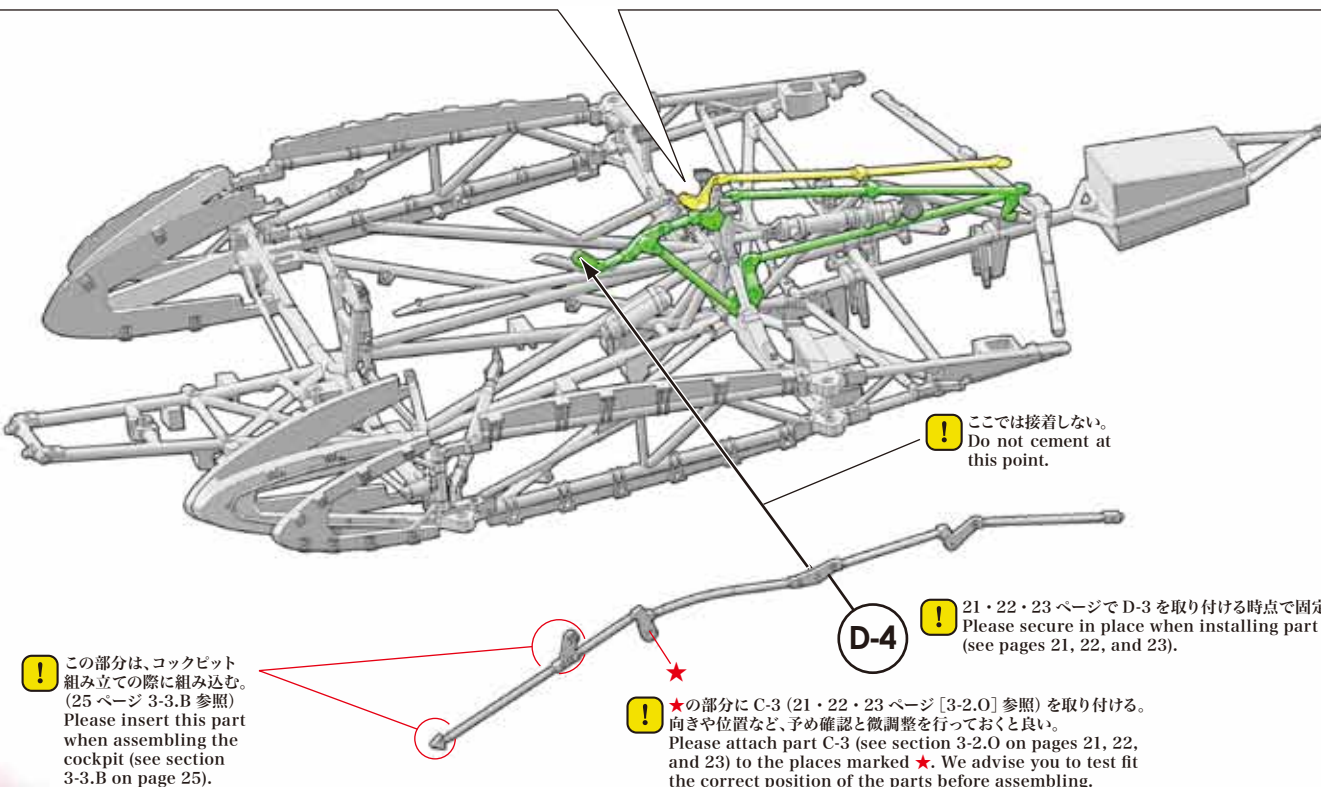 ! ここでは接着しない。
Do not cement at
this point.
D-4
! 21・22・23 ページで D-3 を取り付ける時点で固定
Please secure in place when installing part
(see pages 21, 22, and 23).
! この部分は、コックピット
組み立ての際に組み込む。
(25 ページ 3-3.B 参照)
Please insert this part
when assembling the
cockpit (see section
3-3.B on page 25).
★
! ★の部分に C-3 (21・22・23 ページ [3-2.O] 参照) を取り付ける。
向きや位置など、予め確認と微調整を行っておくと良い。
Please attach part C-3 (see section 3-2.O on pages 21, 22,
and 23) to the places marked ★. We advise you to test fit
the correct position of the parts before assembling.